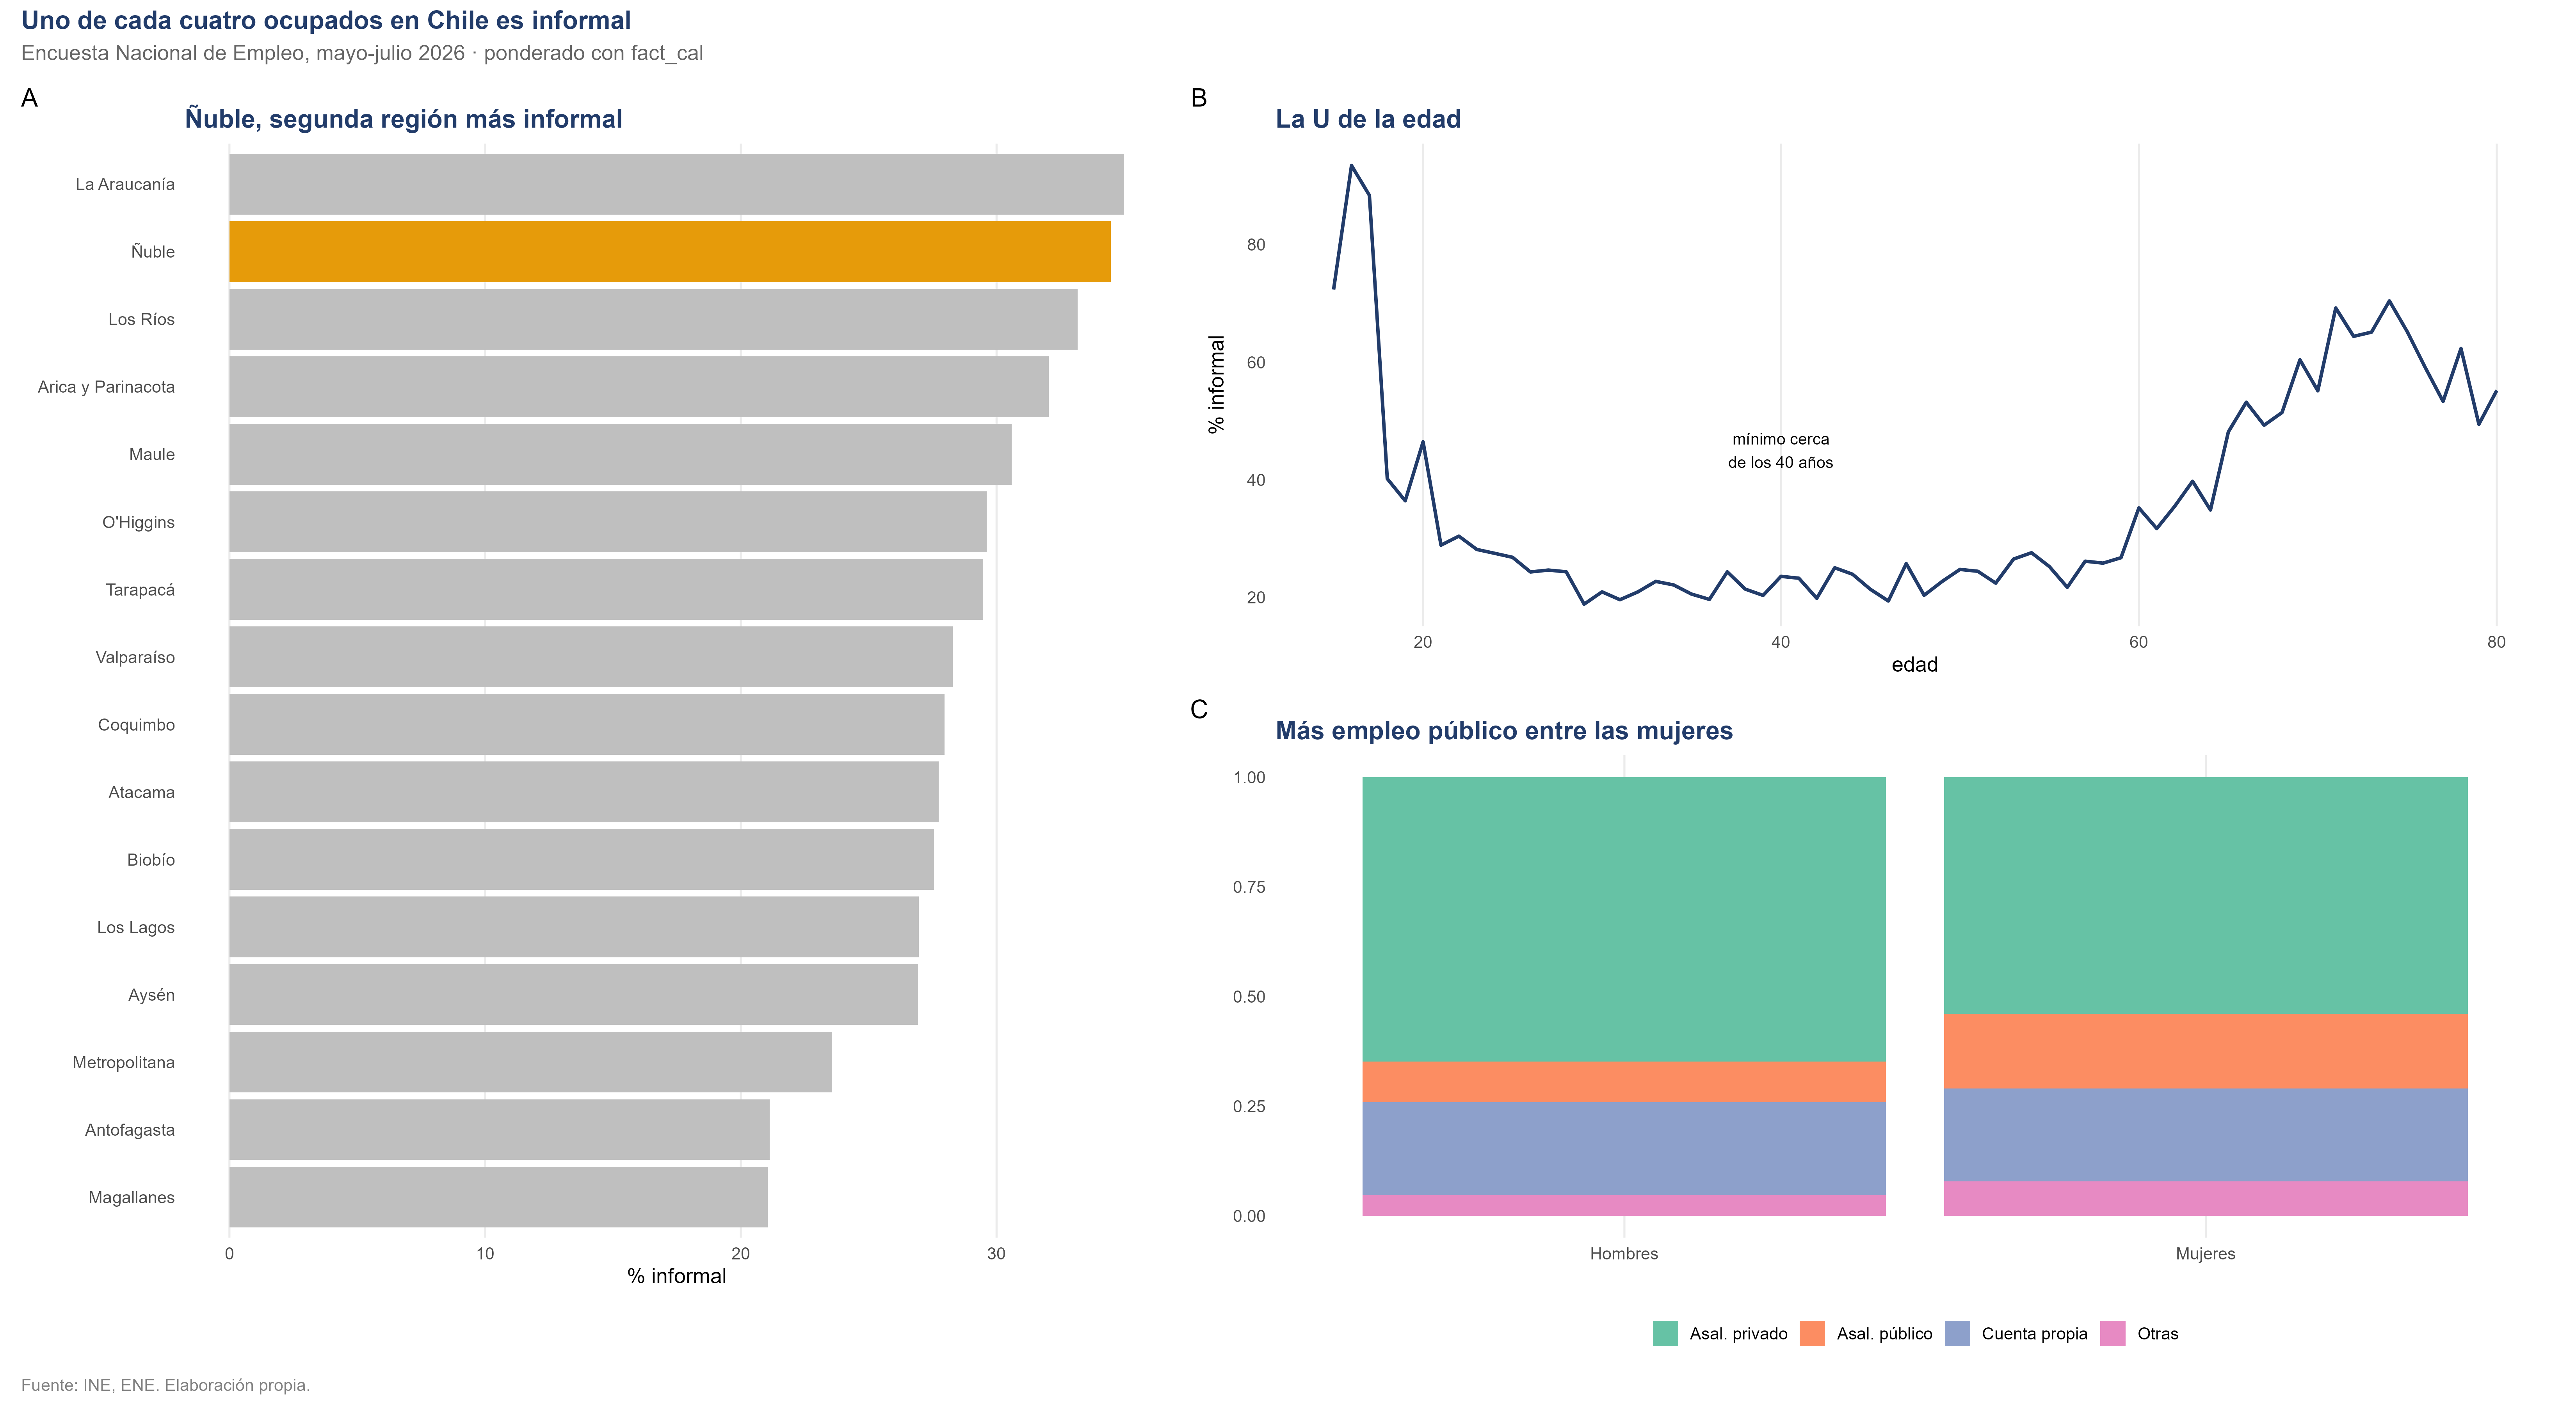 Uno de cada cuatro ocupados en Chile es informal
Encuesta Nacional de Empleo, mayo-julio 2026 · ponderado con fact_cal
A
Ñuble, segunda región más informal
La Araucanía
Ñuble
Los Ríos
Arica y Parinacota
Maule
O'Higgins
Tarapacá
Valparaíso
Coquimbo
Atacama
Biobío
Los Lagos
Aysén
Metropolitana
Antofagasta
Magallanes
0 10 20 30
% informal
B
La U de la edad
% informal
80
60
40
20
mínimo cerca
de los 40 años
20 40 60 80
edad
C
Más empleo público entre las mujeres
1.00
0.75
0.50
0.25
0.00
Hombres Mujeres
Asal. privado Asal. público Cuenta propia Otras
Fuente: INE, ENE. Elaboración propia.